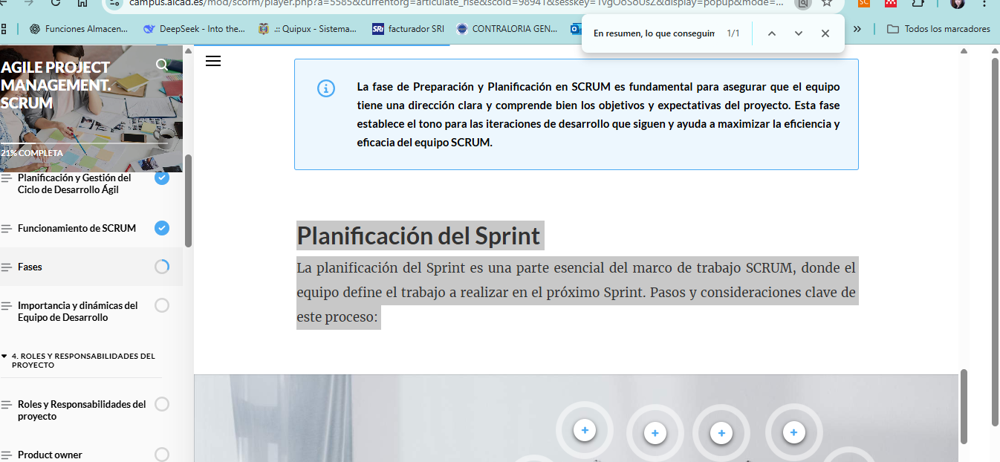 campus.alcad.es/mod/scorm/player.php?a=5585&currentorg=articulate_rise&scoid=98941&sesskey=
Funciones Almacen...
DeepSeek - Into the...
.:: Quipux - Sistema...
SRi facturador SRI
CONTRALORIA GEN...
En resumen, lo que conseguim
1/1
Todos los marcadores
AGILE PROJECT
MANAGEMENT.
SCRUM
21% COMPLETA
Planificación y Gestión del
Ciclo de Desarrollo Ágil
Funcionamiento de SCRUM
Fases
Importancia y dinámicas del
Equipo de Desarrollo
4. ROLES Y RESPONSABILIDADES DEL
PROYECTO
Roles y Responsabilidades del
proyecto
Product owner
La fase de Preparación y Planificación en SCRUM es fundamental para asegurar que el equipo
tiene una dirección clara y comprende bien los objetivos y expectativas del proyecto. Esta fase
establece el tono para las iteraciones de desarrollo que siguen y ayuda a maximizar la eficiencia y
eficacia del equipo SCRUM.
Planificación del Sprint
La planificación del Sprint es una parte esencial del marco de trabajo SCRUM, donde el
equipo define el trabajo a realizar en el próximo Sprint. Pasos y consideraciones clave de
este proceso: